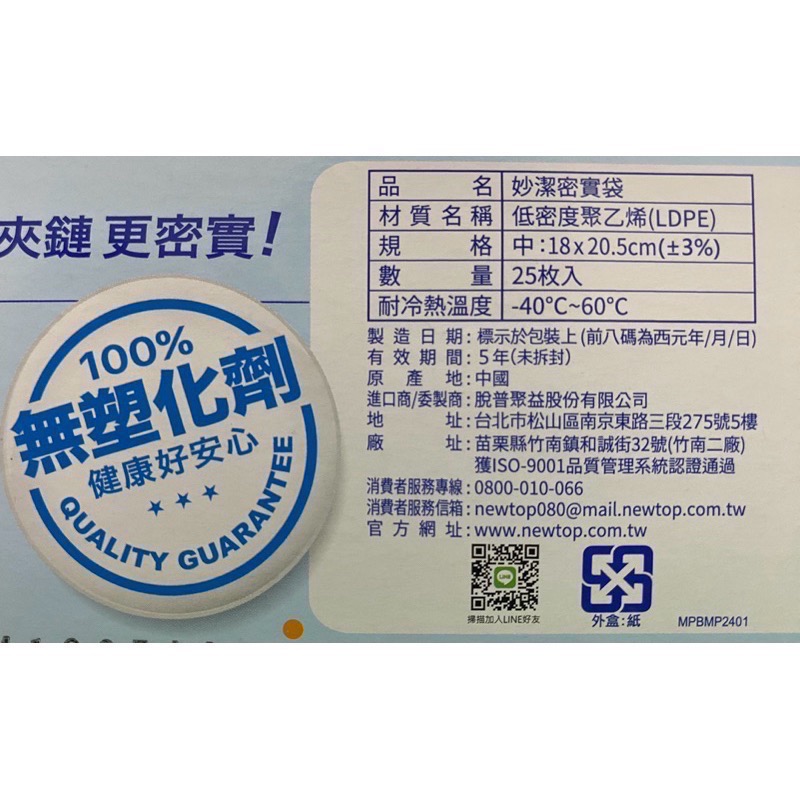 夾鏈 更密實!
100%
無塑化劑
健康好安心
QUALITY GUARANTEE
品名 妙潔密實袋
材質名稱 低密度聚乙烯(LDPE)
規格 中:18x20.5cm(±3%)
數量 25枚入
耐冷熱溫度 -40°C~60°C
製造日期:標示於包裝上(前八碼為西元年/月/日)
有效期間:5年(未拆封)
原產地:中國
進口商/委製商:脫普聚益股份有限公司
地址:台北市松山區南京東路三段275號5樓
廠址:苗栗縣竹南鎮和誠街32號(竹南二廠)
獲ISO-9001品質管理系統認證通過
消費者服務專線:0800-010-066
消費者服務信箱:newtop080@mail.newtop.com.tw
官方網址:www.newtop.com.tw
LINE
掃描加入LINE好友
外盒:紙
MPBMP2401